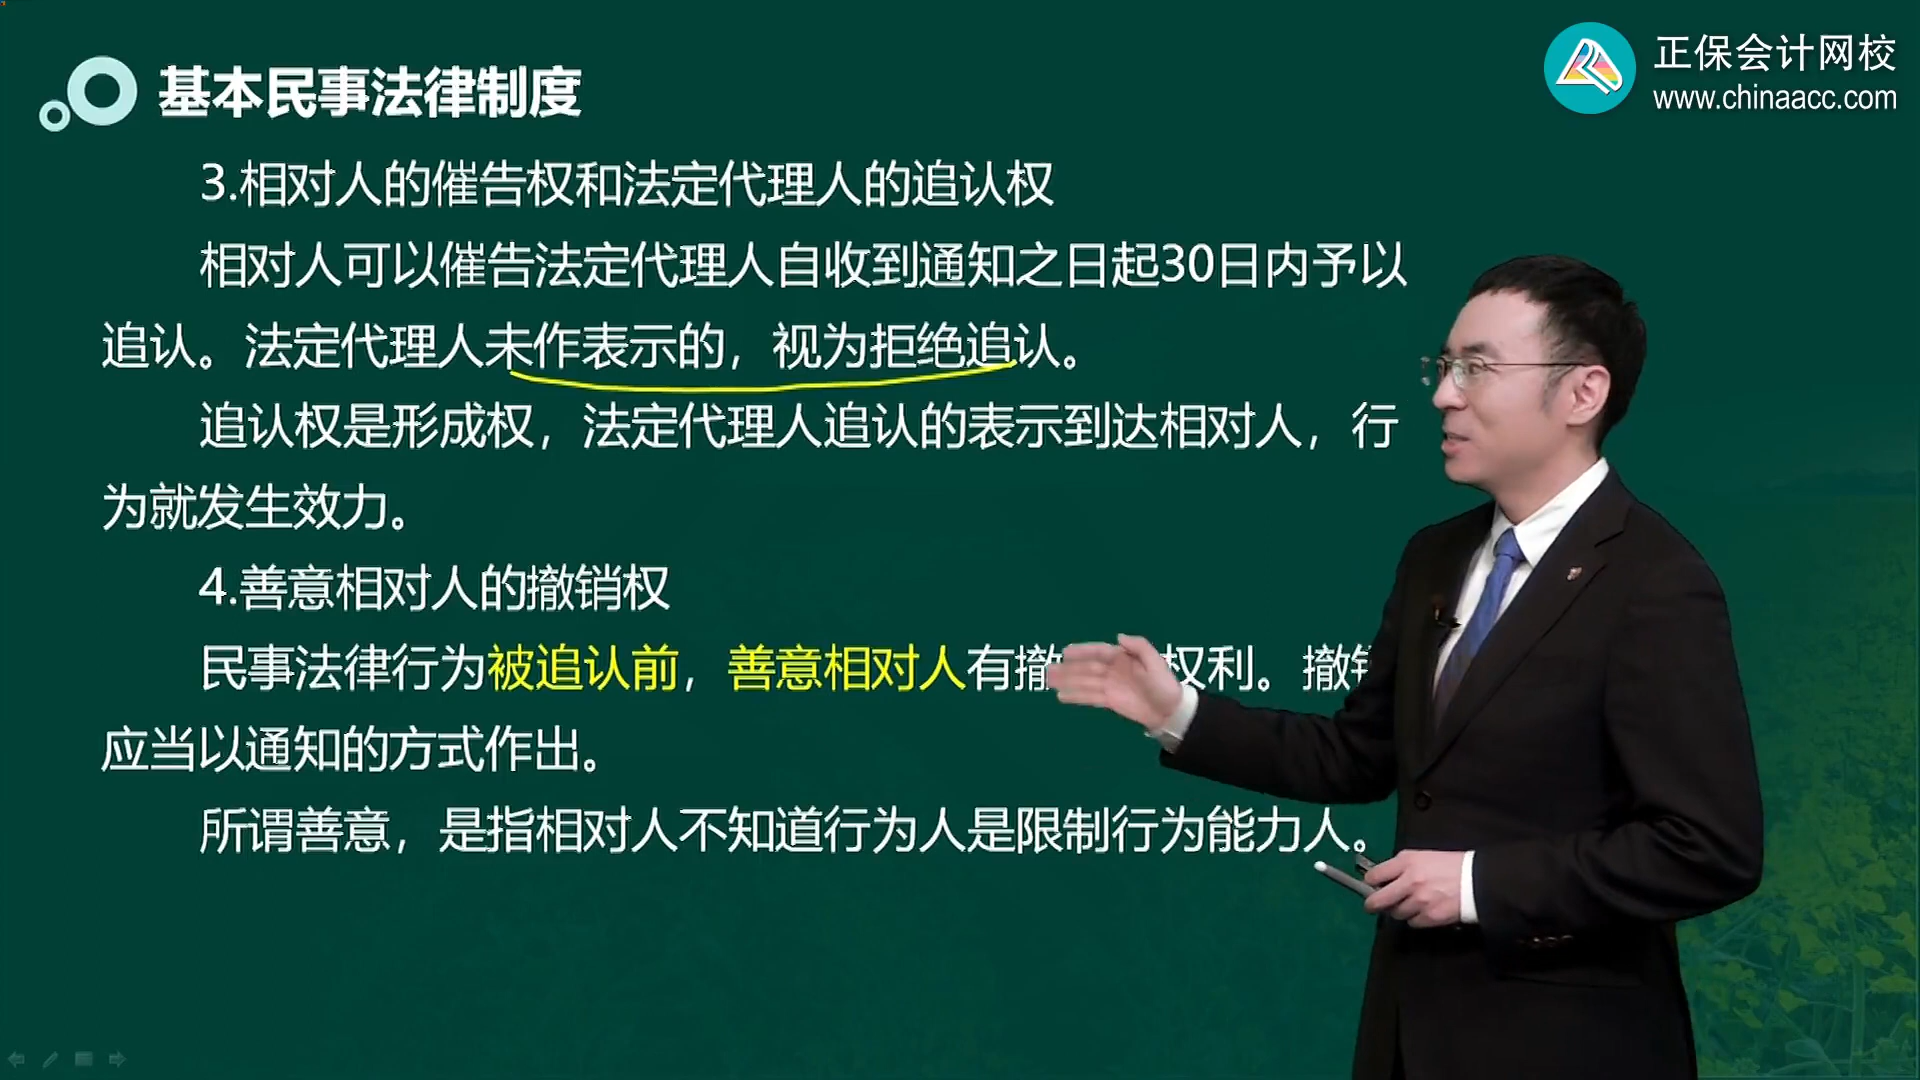 正保会计网校
www.chinaacc.com
基本民事法律制度
3.相对人的催告权和法定代理人的追认权
相对人可以催告法定代理人自收到通知之日起30日内予以
追认。法定代理人未作表示的，视为拒绝追认。
追认权是形成权，法定代理人追认的表示到达相对人，行
为就发生效力。
4.善意相对人的撤销权
民事法律行为被追认前，善意相对人有撤 权利。撤销
应当以通知的方式作出。
所谓善意，是指相对人不知道行为人是限制行为能力人。